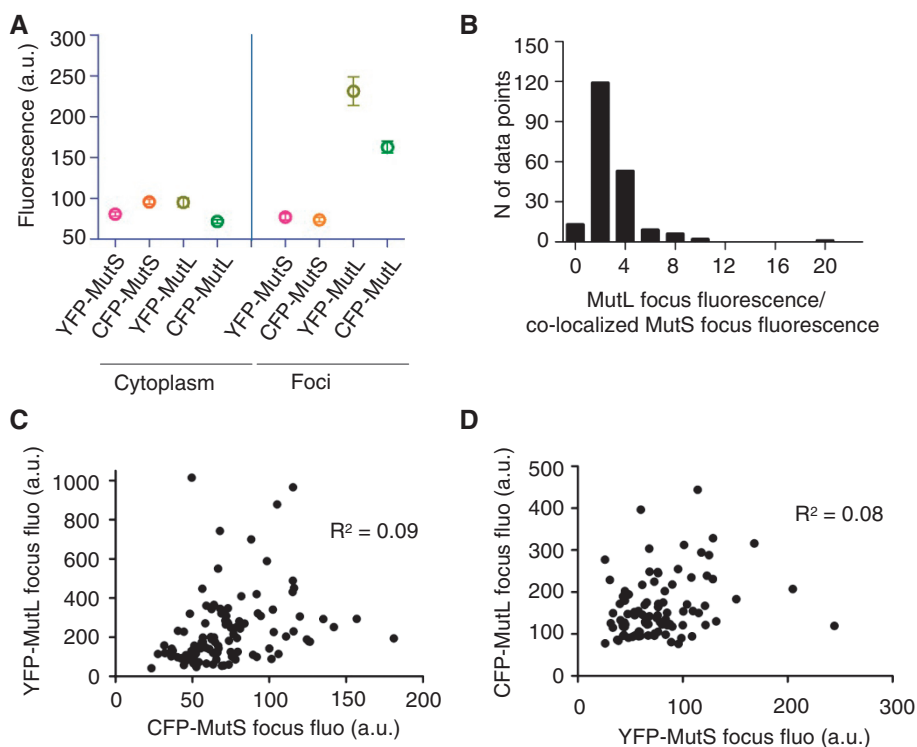 A
Fluorescence (a.u.)
300
250
200
150
100
50
YFP-MutS
CFP-MutS
YFP-MutL
CFP-MutL
YFP-MutS
CFP-MutS
YFP-MutL
CFP-MutL
Cytoplasm
Foci
B
N of data points
150
120
90
60
30
0
0 4 8 12 16 20
MutL focus fluorescence/
co-localized MutS focus fluorescence
C
YFP-MutL focus fluo (a.u.)
1000
800
600
400
200
0
R² = 0.09
0 50 100 150 200
CFP-MutS focus fluo (a.u.)
D
CFP-MutL focus fluo (a.u.)
500
400
300
200
100
0
R² = 0.08
0 100 200 300
YFP-MutS focus fluo (a.u.)